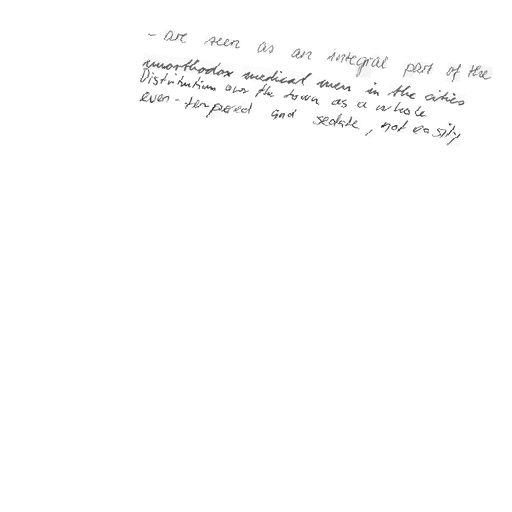 - are seen as an integral part of the
unorthodox medical men in the cities
Distribution over the town as a whole
even-tempered and sedate, not easily